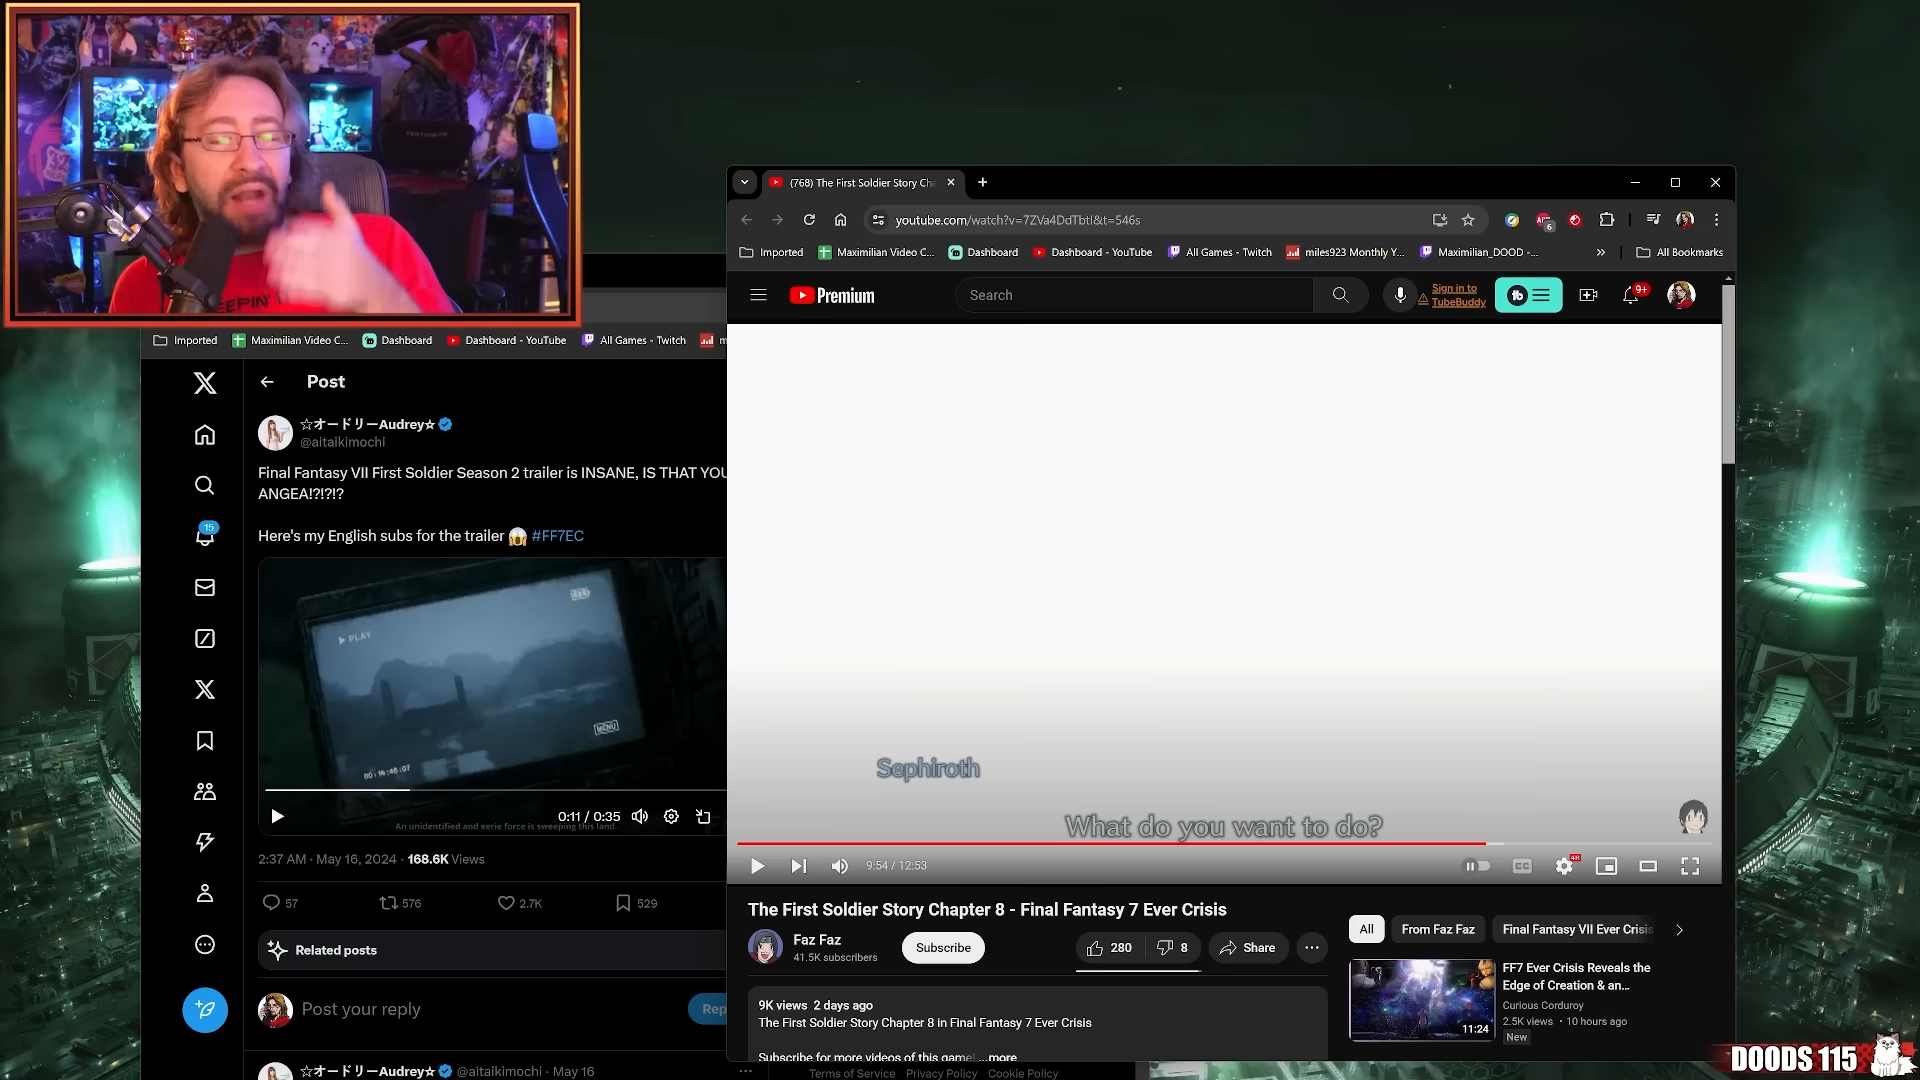 (768) The First Soldier Story Cha
youtube.com/watch?v=7ZVa4DdTbtI&t=546s
6
Imported
Maximilian Video C...
Dashboard
Dashboard - YouTube
All Games - Twitch
miles923 Monthly Y...
Maximilian_DOOD -...
»
All Bookmarks
Premium
Search
Sign in to
TubeBuddy
tb
9+
Sephiroth
What do you want to do?
9:54 / 12:53
CC
4K
The First Soldier Story Chapter 8 - Final Fantasy 7 Ever Crisis
Faz Faz
41.5K subscribers
Subscribe
280
8
Share
9K views 2 days ago
The First Soldier Story Chapter 8 in Final Fantasy 7 Ever Crisis
Subscribe for more videos of this game! ...more
All
From Faz Faz
Final Fantasy VII Ever Crisis
FF7 Ever Crisis Reveals the
Edge of Creation & an...
Curious Corduroy
2.5K views • 10 hours ago
New
11:24
Imported
Maximilian Video C...
Dashboard
Dashboard - YouTube
All Games - Twitch
m
15
Post
☆オードリーAudrey☆
@aitaikimochi
Final Fantasy VII First Soldier Season 2 trailer is INSANE, IS THAT YOU
ANGEA!?!?!?
Here's my English subs for the trailer 😱 #FF7EC
PLAY
MENU
00:16:48:07
0:11 / 0:35
An unidentified and eerie force is sweeping this land.
2:37 AM · May 16, 2024 · 168.6K Views
57
576
2.7K
529
Related posts
Post your reply
Rep
☆オードリーAudrey☆ @aitaikimochi · May 16
Terms of Service Privacy Policy Cookie Policy
DOODS 115